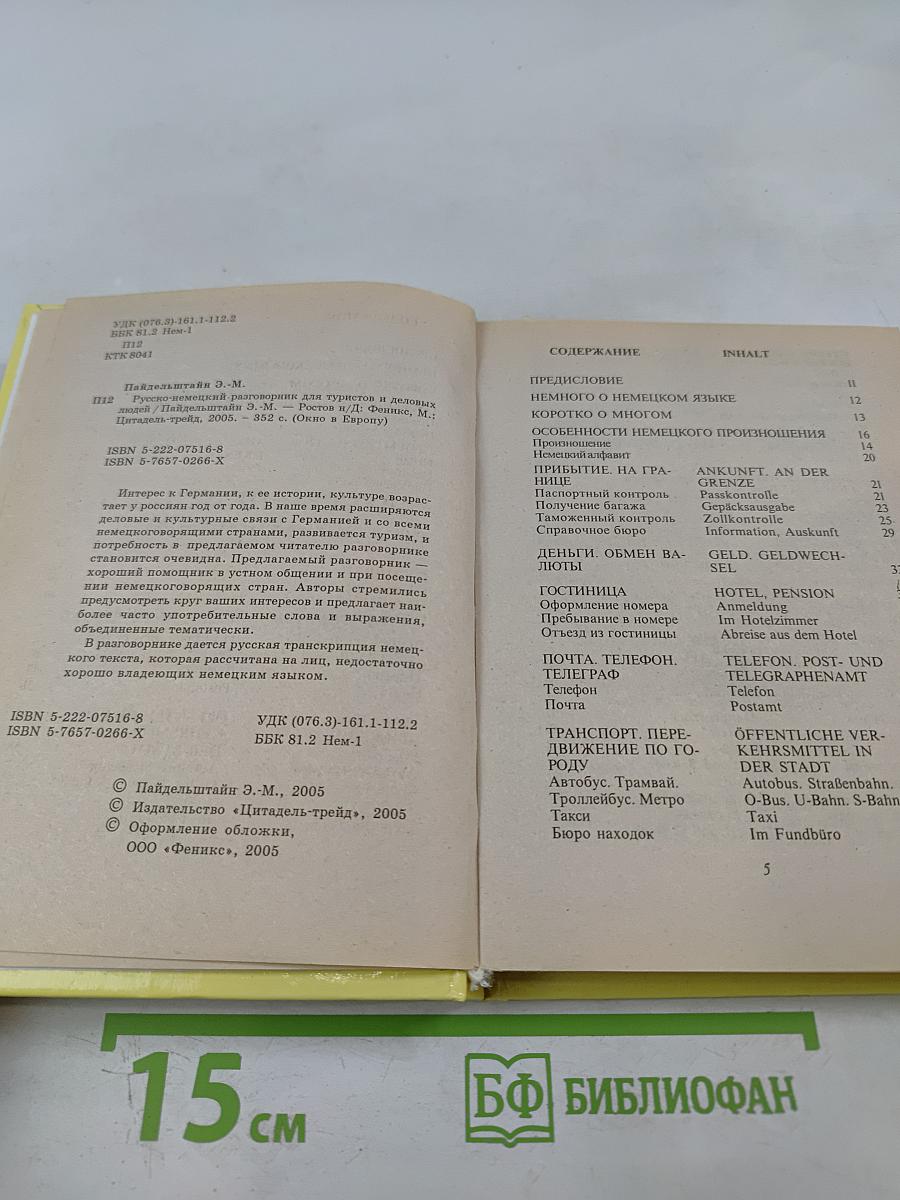 УДК (076.3)-161.1-112.2
ББК 81.2 Нем-1
П12
КТК 8041
Пайдельштайн Э.-М.
П12 Русско-немецкий разговорник для туристов и деловых
людей / Пайдельштайн Э.-М. — Ростов н/Д: Феникс, М.:
Цитадель-трейд, 2005. – 352 с. (Окно в Европу)
ISBN 5-222-07516-8
ISBN 5-7657-0266-X
Интерес к Германии, к ее истории, культуре возрас-
тает у россиян год от года. В наше время расширяются
деловые и культурные связи с Германией и со всеми
немецкоговорящими странами, развивается туризм, и
потребность в предлагаемом читателю разговорнике
становится очевидна. Предлагаемый разговорник —
хороший помощник в устном общении и при посеще-
нии немецкоговорящих стран. Авторы стремились
предусмотреть круг ваших интересов и предлагает наи-
более часто употребительные слова и выражения,
объединенные тематически.
В разговорнике дается русская транскрипция немец-
кого текста, которая рассчитана на лиц, недостаточно
хорошо владеющих немецким языком.
ISBN 5-222-07516-8
ISBN 5-7657-0266-X
УДК (076.3)-161.1-112.2
ББК 81.2 Нем-1
© Пайдельштайн Э.-М., 2005
© Издательство «Цитадель-трейд», 2005
© Оформление обложки,
ООО «Феникс», 2005
СОДЕРЖАНИЕ INHALT
ПРЕДИСЛОВИЕ 11
НЕМНОГО О НЕМЕЦКОМ ЯЗЫКЕ 12
КОРОТКО О МНОГОМ 13
ОСОБЕННОСТИ НЕМЕЦКОГО ПРОИЗНОШЕНИЯ 16
Произношение 14
Немецкий алфавит 20
ПРИБЫТИЕ. НА ГРА- ANKUNFT. AN DER
НИЦЕ GRENZE 21
Паспортный контроль Passkontrolle 21
Получение багажа Gepäcksausgabe 23
Таможенный контроль Zollkontrolle 25
Справочное бюро Information, Auskunft 29
ДЕНЬГИ. ОБМЕН ВА- GELD. GELDWECH-
ЛЮТЫ SEL
ГОСТИНИЦА HOTEL, PENSION
Оформление номера Anmeldung
Пребывание в номере Im Hotelzimmer
Отъезд из гостиницы Abreise aus dem Hotel
ПОЧТА. ТЕЛЕФОН. TELEFON. POST- UND
ТЕЛЕГРАФ TELEGRAPHENAMT
Телефон Telefon
Почта Postamt
ТРАНСПОРТ. ПЕРЕ- ÖFFENTLICHE VER-
ДВИЖЕНИЕ ПО ГО- KEHRSMITTEL IN
РОДУ DER STADT
Автобус. Трамвай. Autobus. Straßenbahn.
Троллейбус. Метро O-Bus. U-Bahn. S-Bahn
Такси Taxi
Бюро находок Im Fundbüro
5
15 см
БФ БИБЛИОФАН